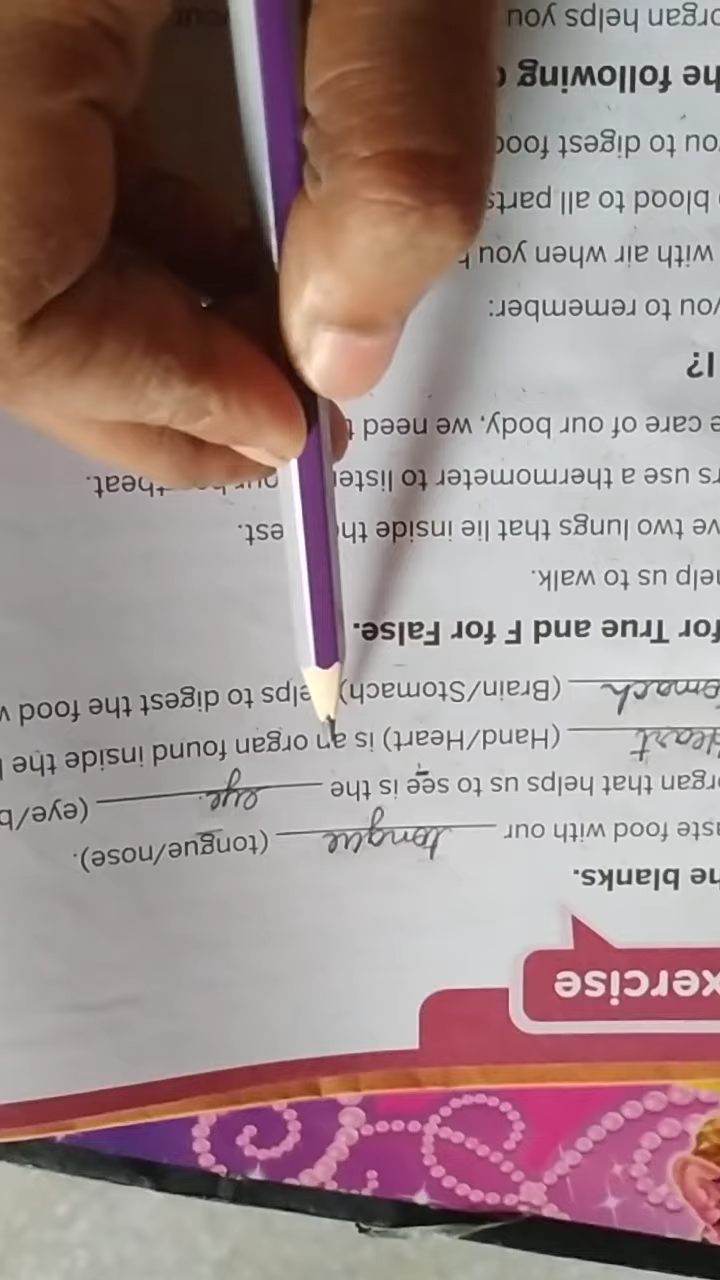 xercise
he blanks.
aste food with our tongue (tongue/nose).
organ that helps us to see is the eye (eye/b
Heart (Hand/Heart) is an organ found inside the
omach (Brain/Stomach) elps to digest the food w
for True and F for False.
help us to walk.
ve two lungs that lie inside th est.
rs use a thermometer to liste our h rtbeat.
e care of our body, we need t
I?
you to remember:
with air when you
blood to all parts
ou to digest food
he following
organ helps you